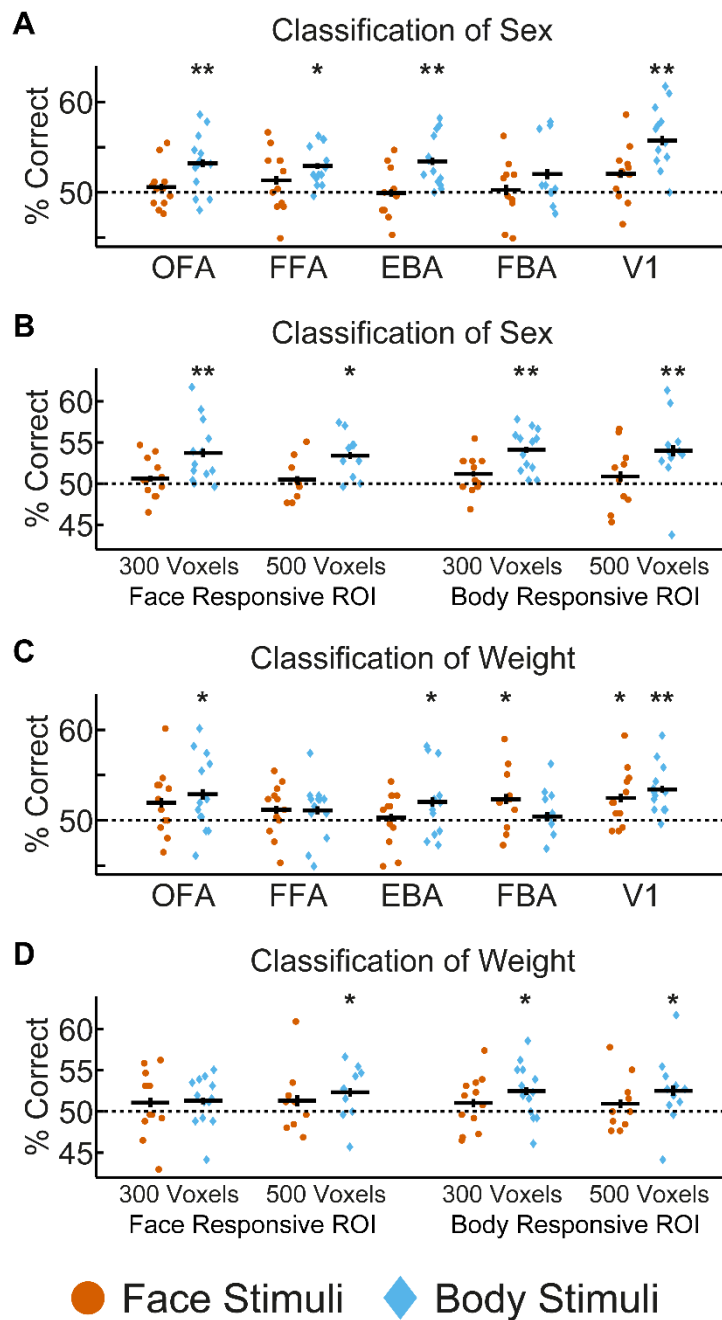 A
Classification of Sex
** * ** **
% Correct
60
50
OFA FFA EBA FBA V1
B
Classification of Sex
** * ** **
% Correct
60
55
50
45
300 Voxels 500 Voxels 300 Voxels 500 Voxels
Face Responsive ROI Body Responsive ROI
C
Classification of Weight
* * * * **
% Correct
60
50
OFA FFA EBA FBA V1
D
Classification of Weight
* * *
% Correct
60
55
50
45
300 Voxels 500 Voxels 300 Voxels 500 Voxels
Face Responsive ROI Body Responsive ROI
Face Stimuli Body Stimuli